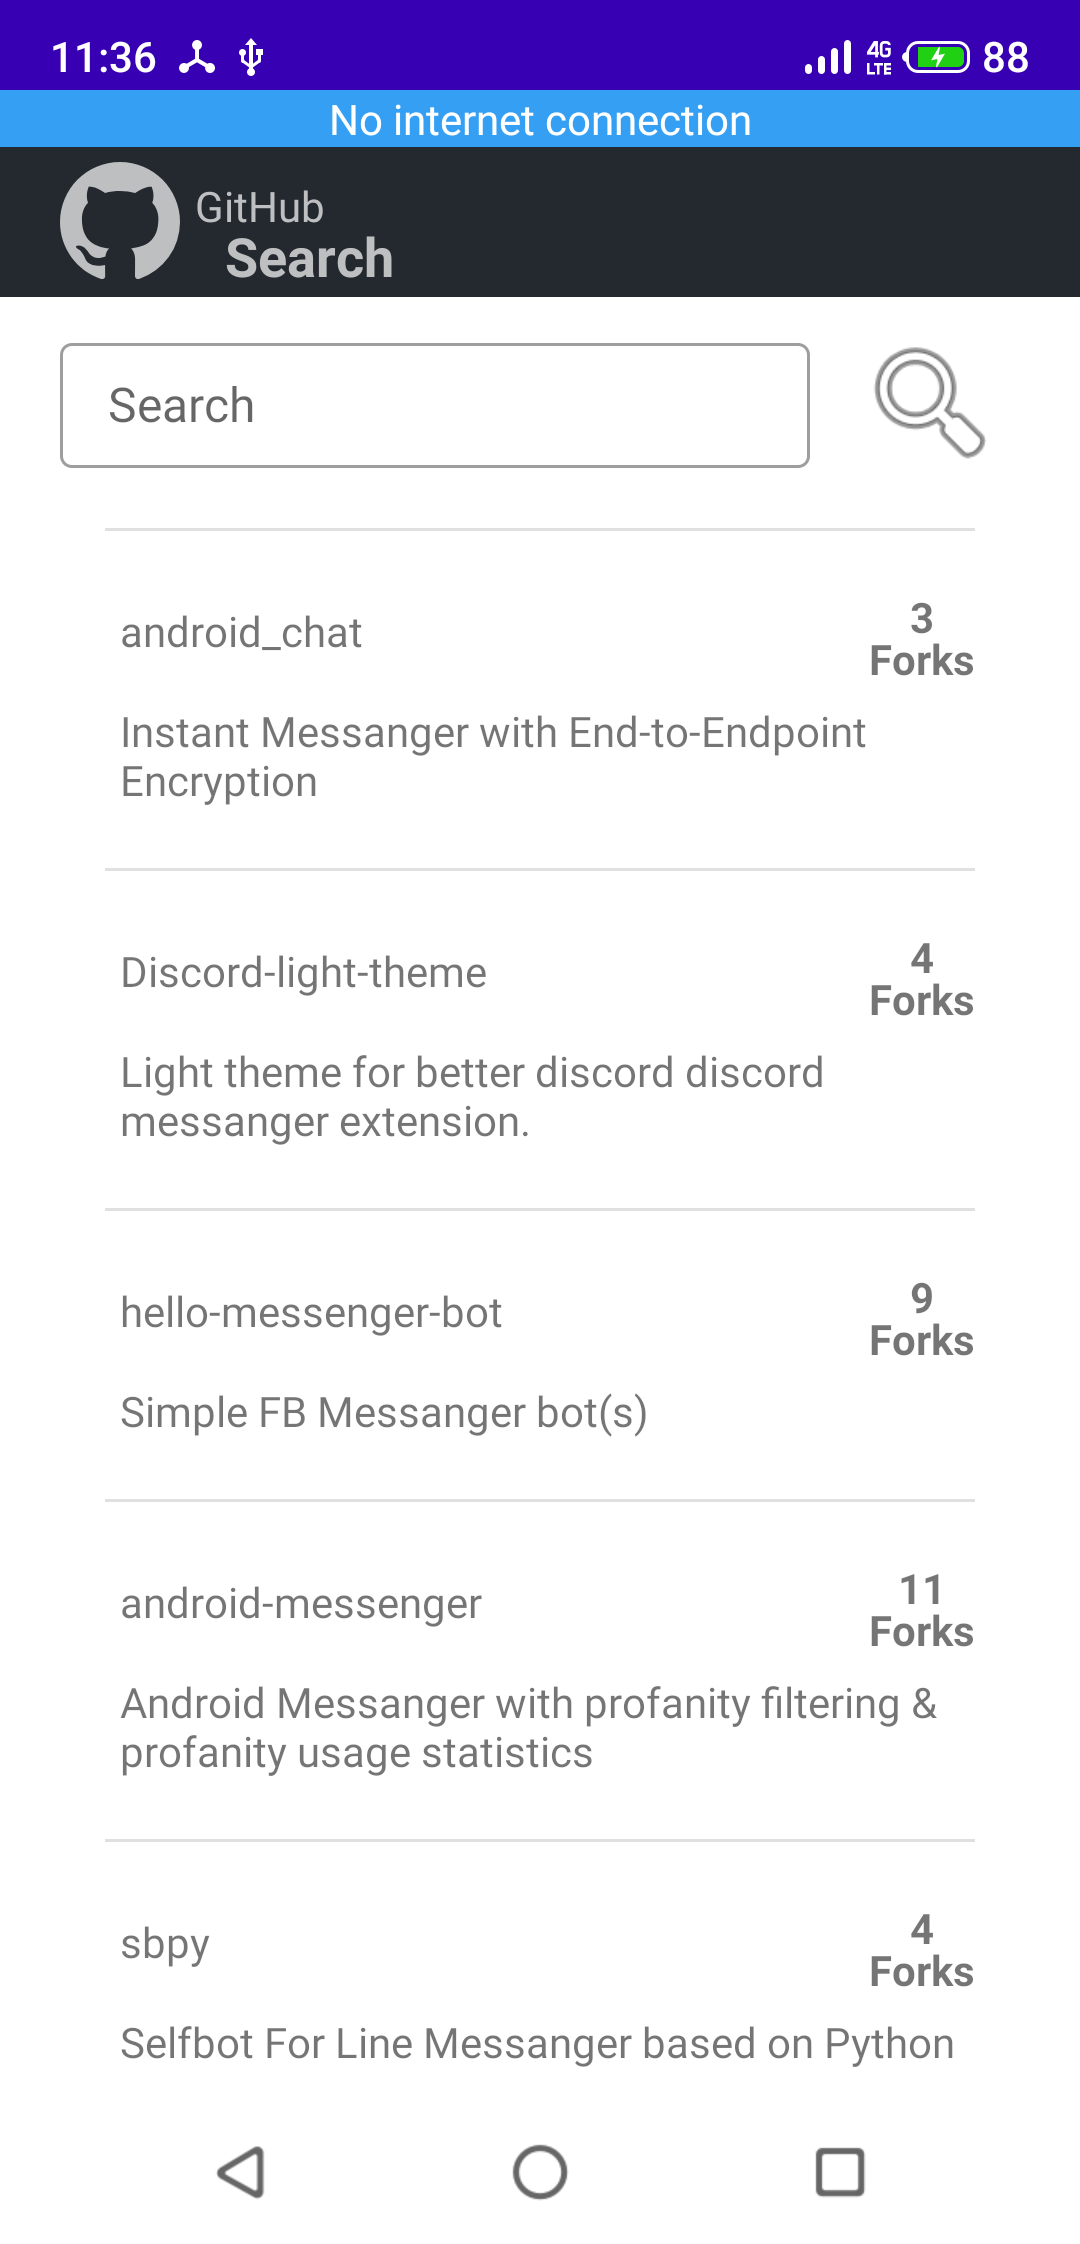 11:36
4G
LTE
88
No internet connection
GitHub
Search
Search
android_chat
3
Forks
Instant Messanger with End-to-Endpoint
Encryption
Discord-light-theme
4
Forks
Light theme for better discord discord
messanger extension.
hello-messenger-bot
9
Forks
Simple FB Messanger bot(s)
android-messenger
11
Forks
Android Messanger with profanity filtering &
profanity usage statistics
sbpy
4
Forks
Selfbot For Line Messanger based on Python